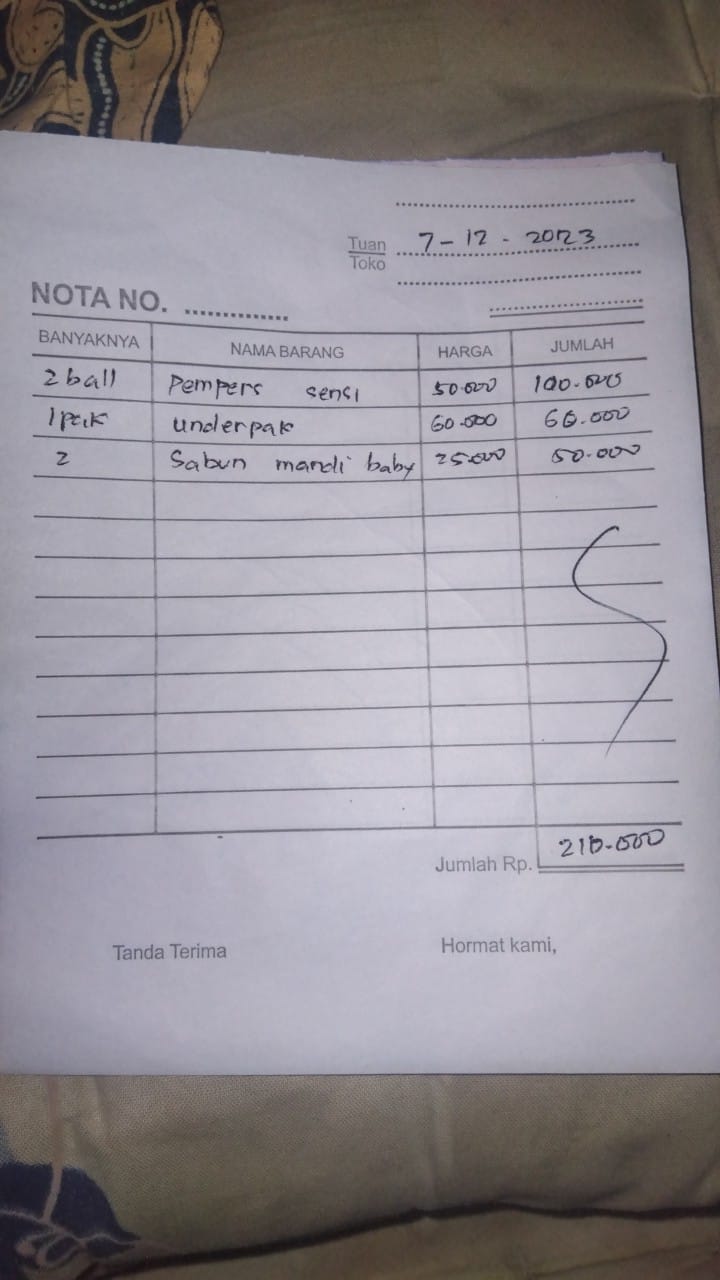 Tuan
Toko
7-12-2023
NOTA NO.
BANYAKNYA NAMA BARANG HARGA JUMLAH
2 ball Pempers sensi 50.000 100.000
1 pak underpak 60.000 60.000
2 Sabun mandi baby 25.000 50.000
Jumlah Rp. 210.000
Tanda Terima Hormat kami,